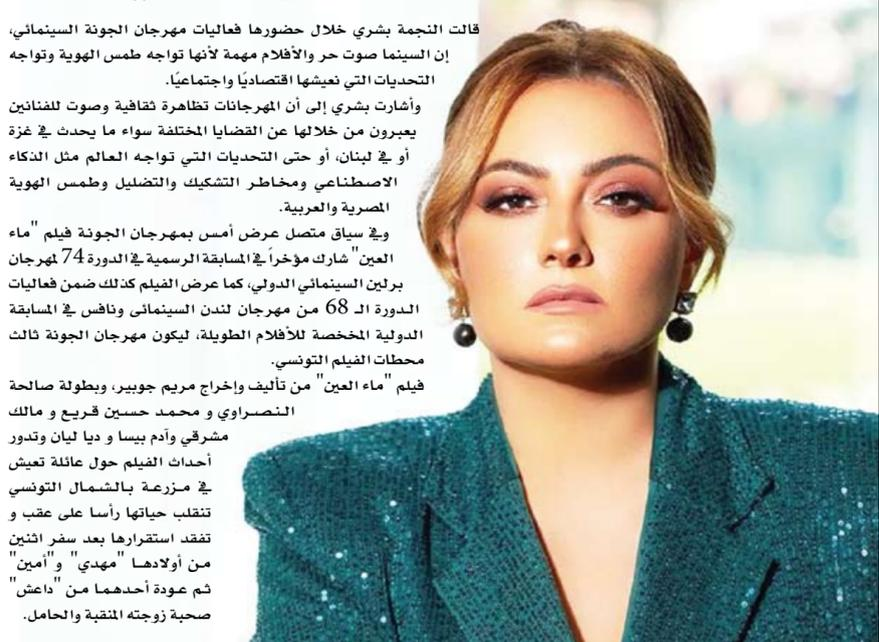 قالت النجمة بشري خلال حضورها فعاليات مهرجان الجونة السينمائي،
إن السينما صوت حر والأفلام مهمة لأنها تواجه طمس الهوية وتواجه
التحديات التي نعيشها اقتصاديًا واجتماعيًا.
وأشارت بشري إلى أن المهرجانات تظاهرة ثقافية وصوت للفنانين
يعبرون من خلالها عن القضايا المختلفة سواء ما يحدث في غزة
أو في لبنان، أو حتى التحديات التي تواجه العالم مثل الذكاء
الاصطناعي ومخاطر التشكيك والتضليل وطمس الهوية
المصرية والعربية.
وفي سياق متصل عرض أمس بمهرجان الجونة فيلم "ماء
العين" شارك مؤخراً في المسابقة الرسمية في الدورة 74 لمهرجان
برلين السينمائي الدولي، كما عرض الفيلم كذلك ضمن فعاليات
الدورة الـ 68 من مهرجان لندن السينمائى ونافس في المسابقة
الدولية المخصصة للأفلام الطويلة، ليكون مهرجان الجونة ثالث
محطات الفيلم التونسي.
فيلم "ماء العين" من تأليف وإخراج مريم جوبير، وبطولة صالحة
النصراوي و محمد حسين قريع و مالك
مشرقي وآدم بيسا و ديا ليان وتدور
أحداث الفيلم حول عائلة تعيش
في مزرعة بالشمال التونسي
تنقلب حياتها رأسا على عقب و
تفقد استقرارها بعد سفر اثنين
من أولادها "مهدي" و"أمين"
ثم عودة أحدهما من "داعش"
صحبة زوجته المنقبة والحامل.